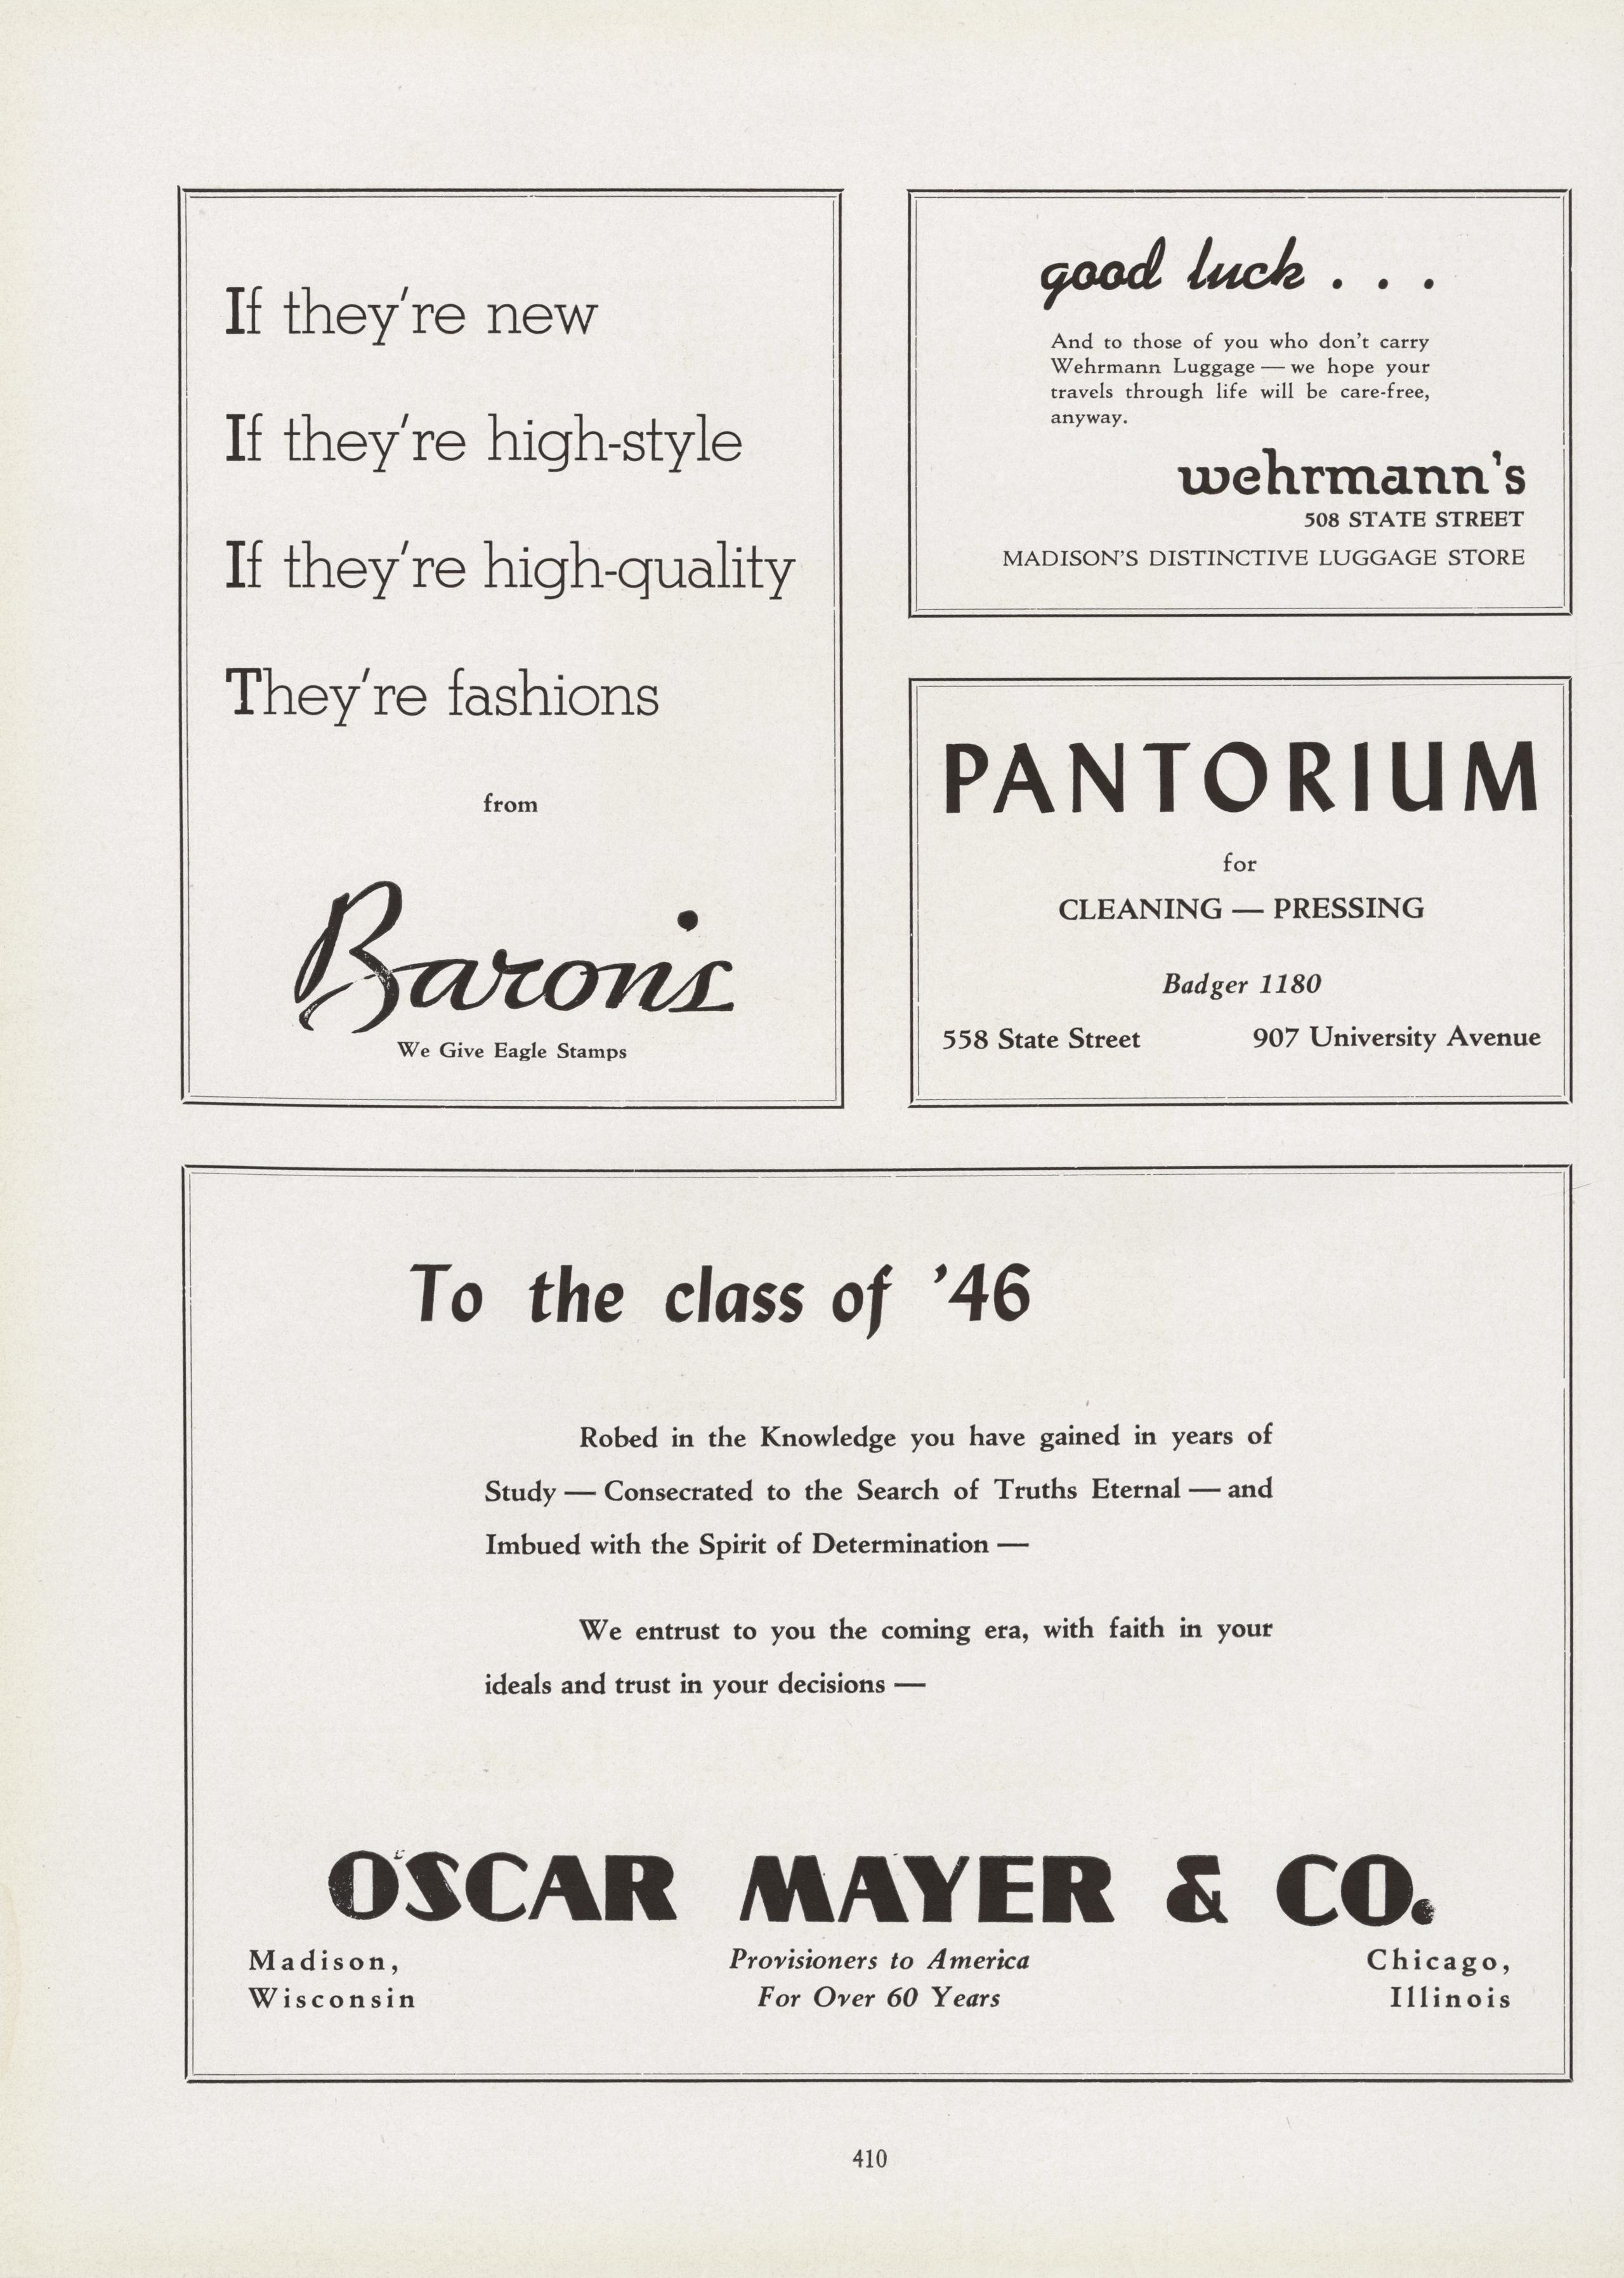 If they're new
If they're high-style
If they're high-quality
They're fashions
from
Baron's
We Give Eagle Stamps
good luck . . .
And to those of you who don't carry
Wehrmann Luggage — we hope your
travels through life will be care-free,
anyway.
wehrmann's
508 STATE STREET
MADISON'S DISTINCTIVE LUGGAGE STORE
PANTORIUM
for
CLEANING — PRESSING
Badger 1180
558 State Street 907 University Avenue
To the class of '46
Robed in the Knowledge you have gained in years of
Study — Consecrated to the Search of Truths Eternal — and
Imbued with the Spirit of Determination —
We entrust to you the coming era, with faith in your
ideals and trust in your decisions —
OSCAR MAYER & CO.
Madison,
Wisconsin
Provisioners to America
For Over 60 Years
Chicago,
Illinois
410